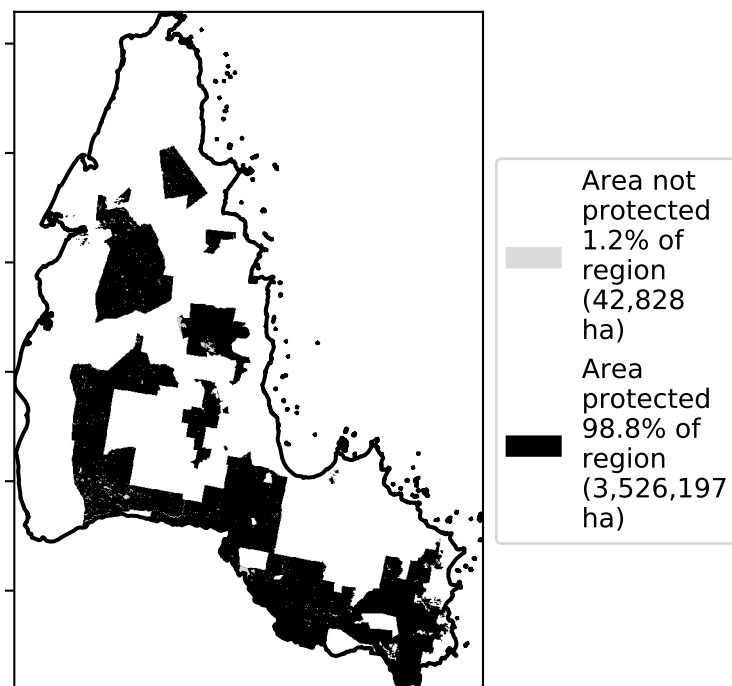 Area not
protected
1.2% of
region
(42,828
ha)
Area
protected
98.8% of
region
(3,526,197
ha)